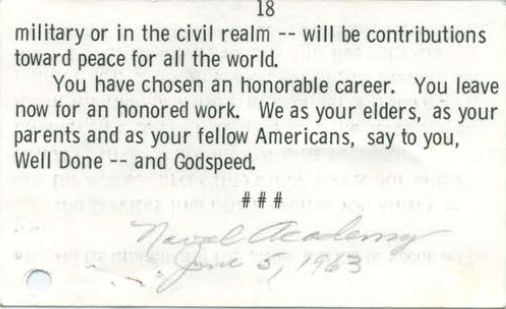 18
military or in the civil realm -- will be contributions
toward peace for all the world.
You have chosen an honorable career. You leave
now for an honored work. We as your elders, as your
parents and as your fellow Americans, say to you,
Well Done -- and Godspeed.
# # #
Naval Academy
June 5, 1963